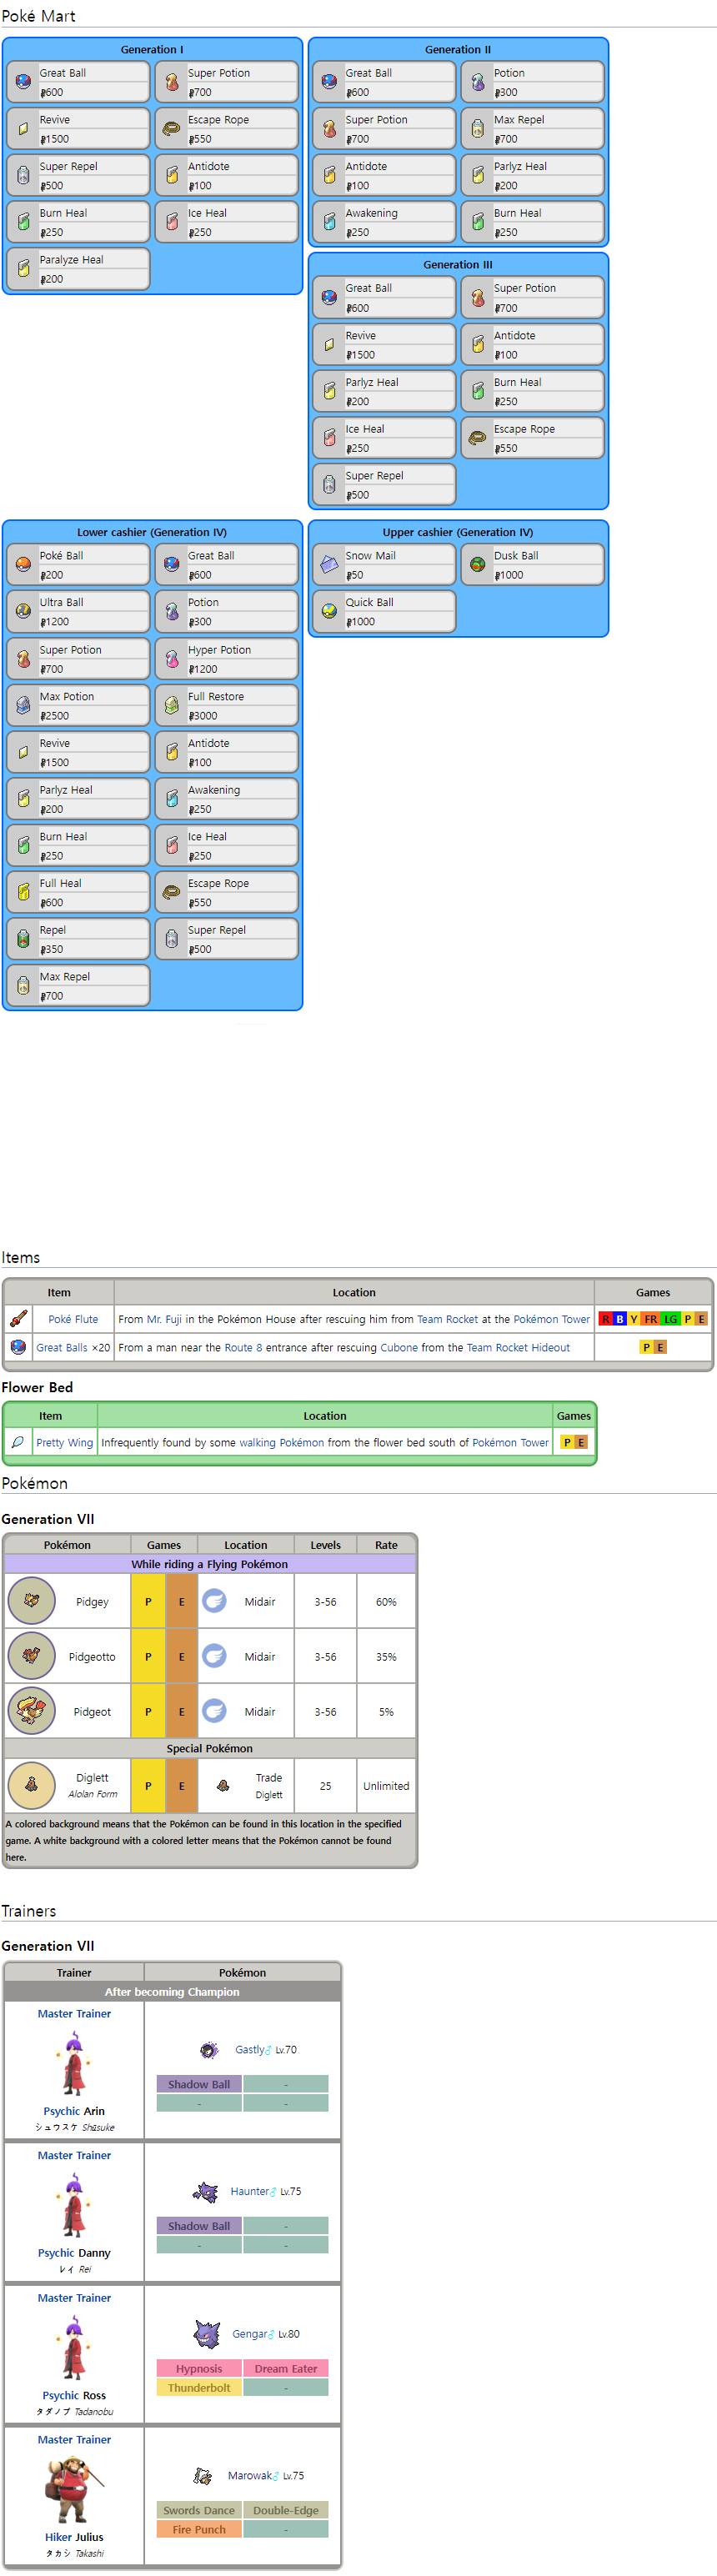 Poké Mart
Generation I
Great Ball
₽600
Super Potion
₽700
Revive
₽1500
Escape Rope
₽550
Super Repel
₽500
Antidote
₽100
Burn Heal
₽250
Ice Heal
₽250
Paralyze Heal
₽200
Generation II
Great Ball
₽600
Potion
₽300
Super Potion
₽700
Max Repel
₽700
Antidote
₽100
Parlyz Heal
₽200
Awakening
₽250
Burn Heal
₽250
Generation III
Great Ball
₽600
Super Potion
₽700
Revive
₽1500
Antidote
₽100
Parlyz Heal
₽200
Burn Heal
₽250
Ice Heal
₽250
Escape Rope
₽550
Super Repel
₽500
Lower cashier (Generation IV)
Poké Ball
₽200
Great Ball
₽600
Ultra Ball
₽1200
Potion
₽300
Super Potion
₽700
Hyper Potion
₽1200
Max Potion
₽2500
Full Restore
₽3000
Revive
₽1500
Antidote
₽100
Parlyz Heal
₽200
Awakening
₽250
Burn Heal
₽250
Ice Heal
₽250
Full Heal
₽600
Escape Rope
₽550
Repel
₽350
Super Repel
₽500
Max Repel
₽700
Upper cashier (Generation IV)
Snow Mail
₽50
Dusk Ball
₽1000
Quick Ball
₽1000
Items
Item Location Games
Poké Flute From Mr. Fuji in the Pokémon House after rescuing him from Team Rocket at the Pokémon Tower R B Y FR LG P E
Great Balls ×20 From a man near the Route 8 entrance after rescuing Cubone from the Team Rocket Hideout P E
Flower Bed
Item Location Games
Pretty Wing Infrequently found by some walking Pokémon from the flower bed south of Pokémon Tower P E
Pokémon
Generation VII
Pokémon Games Location Levels Rate
While riding a Flying Pokémon
Pidgey P E Midair 3-56 60%
Pidgeotto P E Midair 3-56 35%
Pidgeot P E Midair 3-56 5%
Special Pokémon
Diglett
Alolan Form P E Trade
Diglett 25 Unlimited
A colored background means that the Pokémon can be found in this location in the specified
game. A white background with a colored letter means that the Pokémon cannot be found
here.
Trainers
Generation VII
Trainer Pokémon
After becoming Champion
Master Trainer
Psychic Arin
シュウスケ Shūsuke
Gastly♂ Lv.70
Shadow Ball -
- -
Master Trainer
Psychic Danny
レイ Rei
Haunter♂ Lv.75
Shadow Ball -
- -
Master Trainer
Psychic Ross
タダノブ Tadanobu
Gengar♂ Lv.80
Hypnosis Dream Eater
Thunderbolt -
Master Trainer
Hiker Julius
タカシ Takashi
Marowak♂ Lv.75
Swords Dance Double-Edge
Fire Punch -